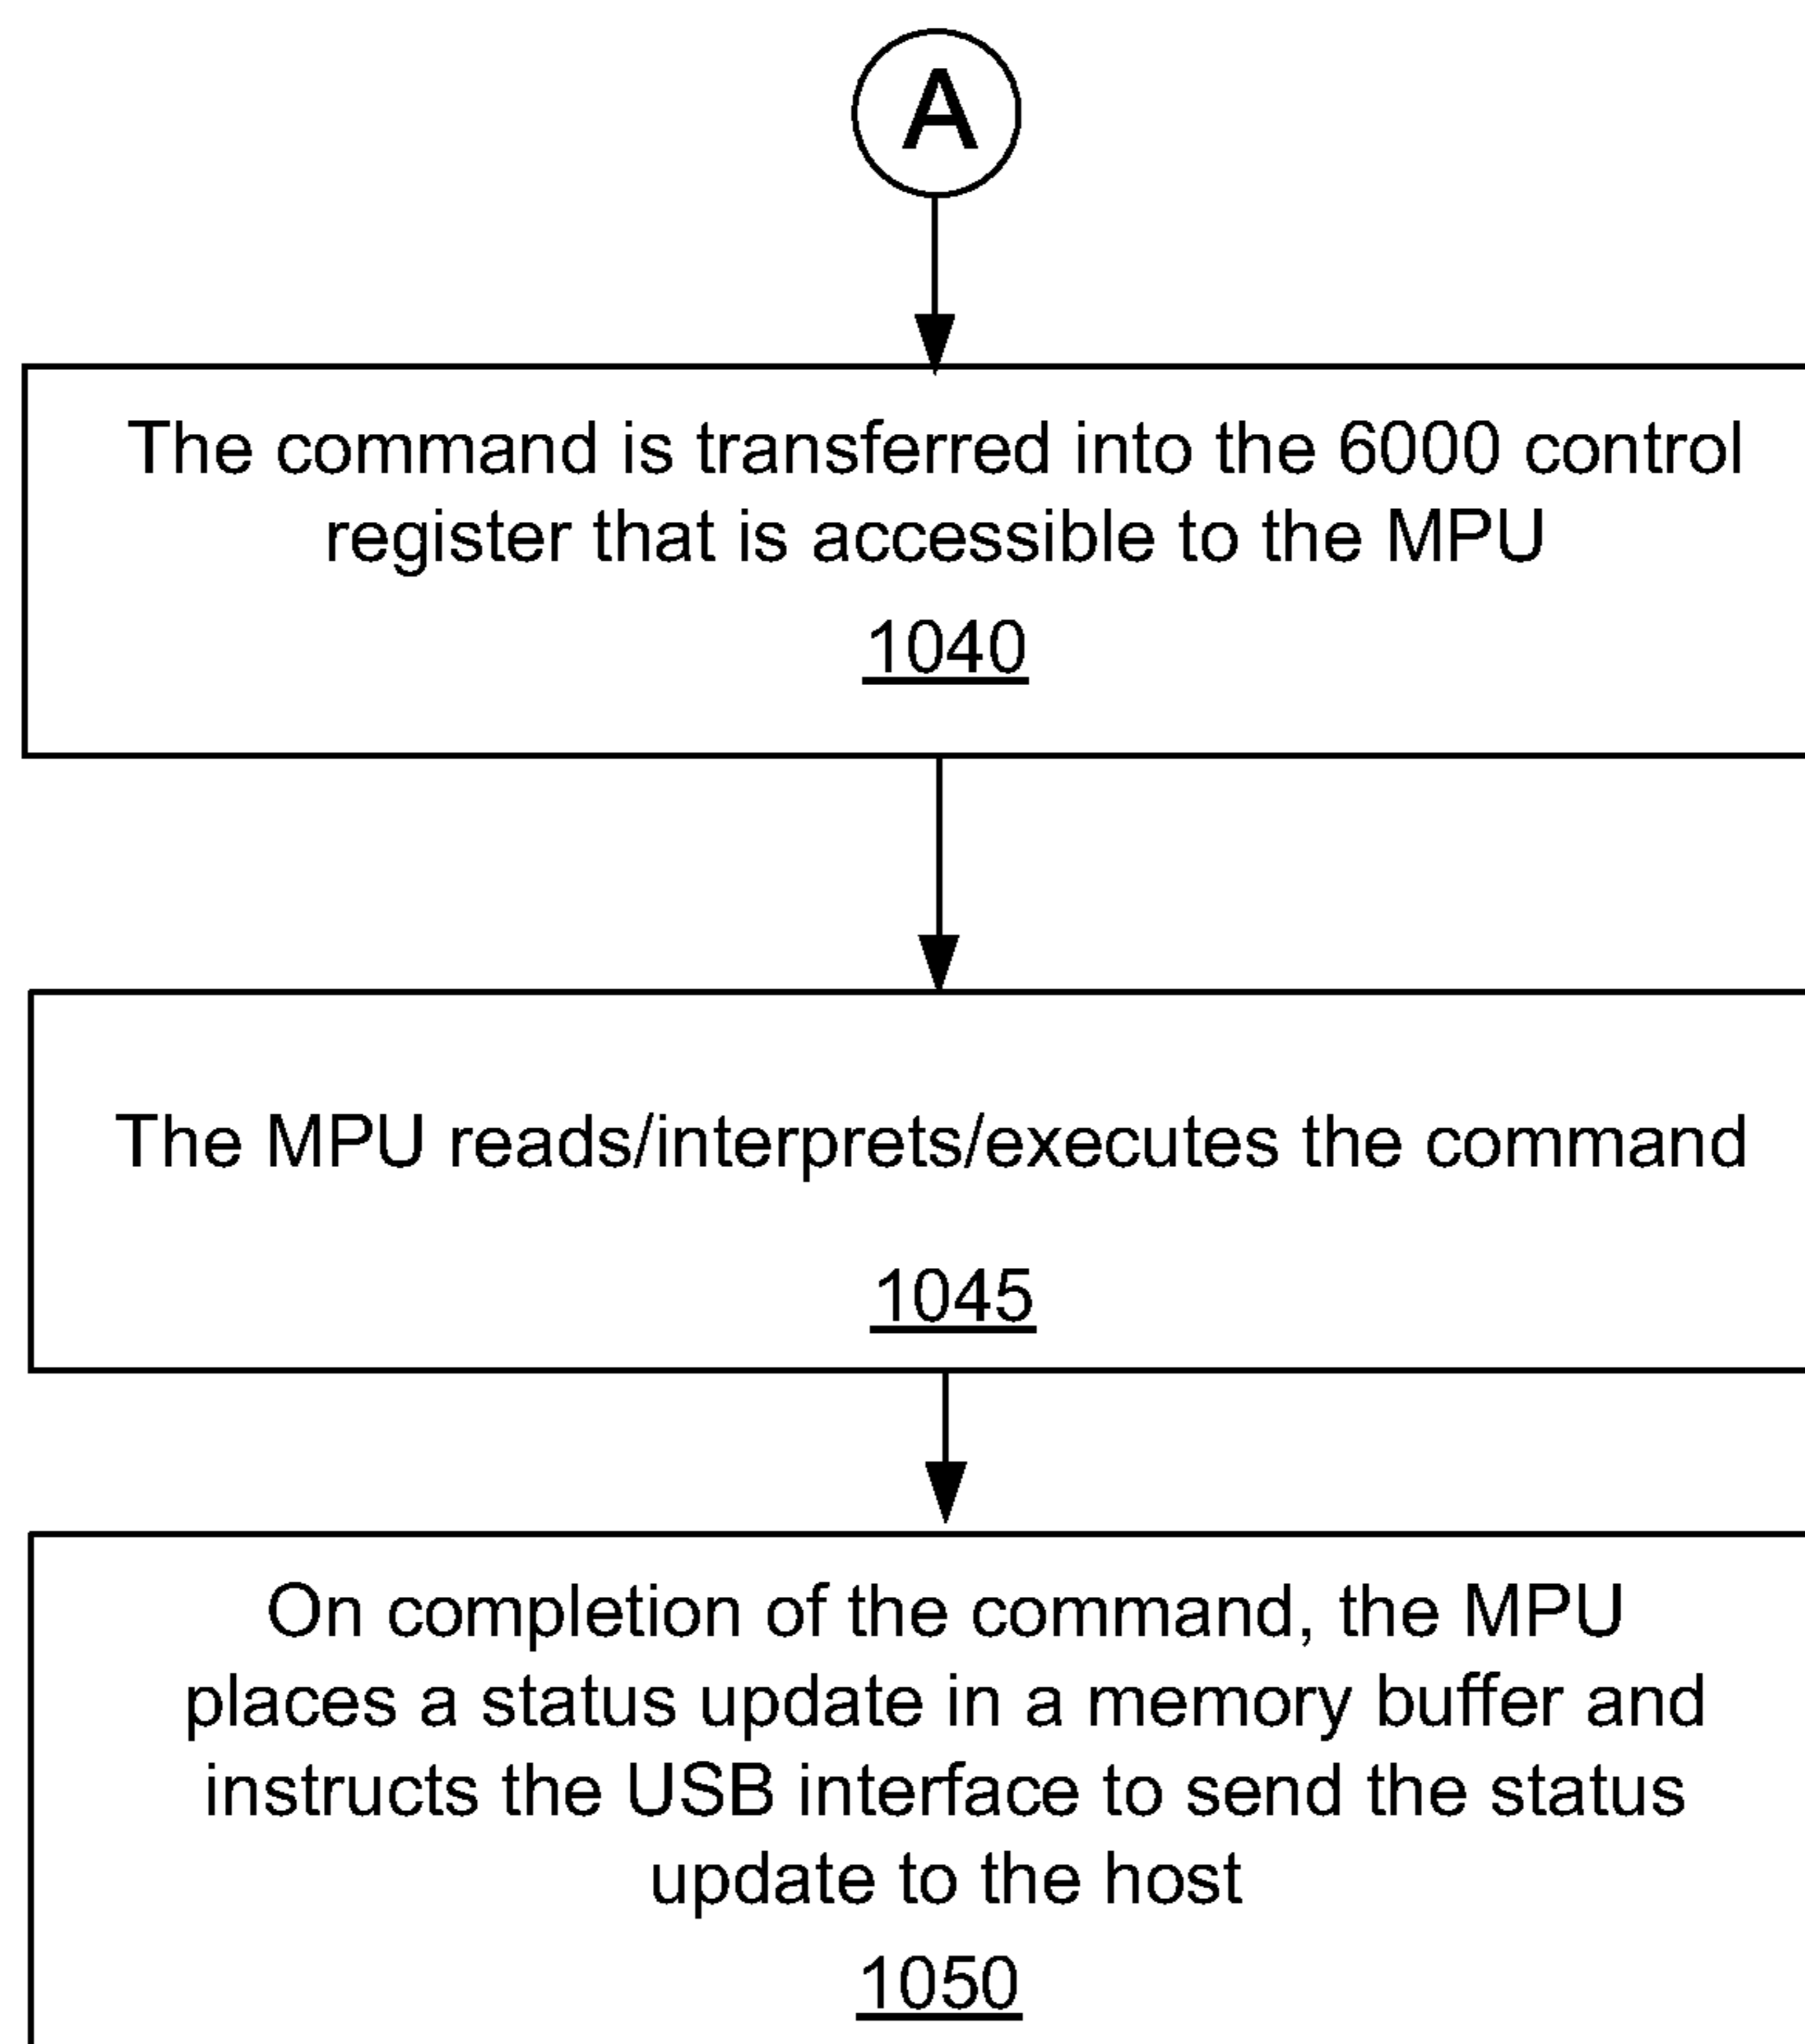 A
The command is transferred into the 6000 control
register that is accessible to the MPU
1040
The MPU reads/interprets/executes the command
1045
On completion of the command, the MPU
places a status update in a memory buffer and
instructs the USB interface to send the status
update to the host
1050